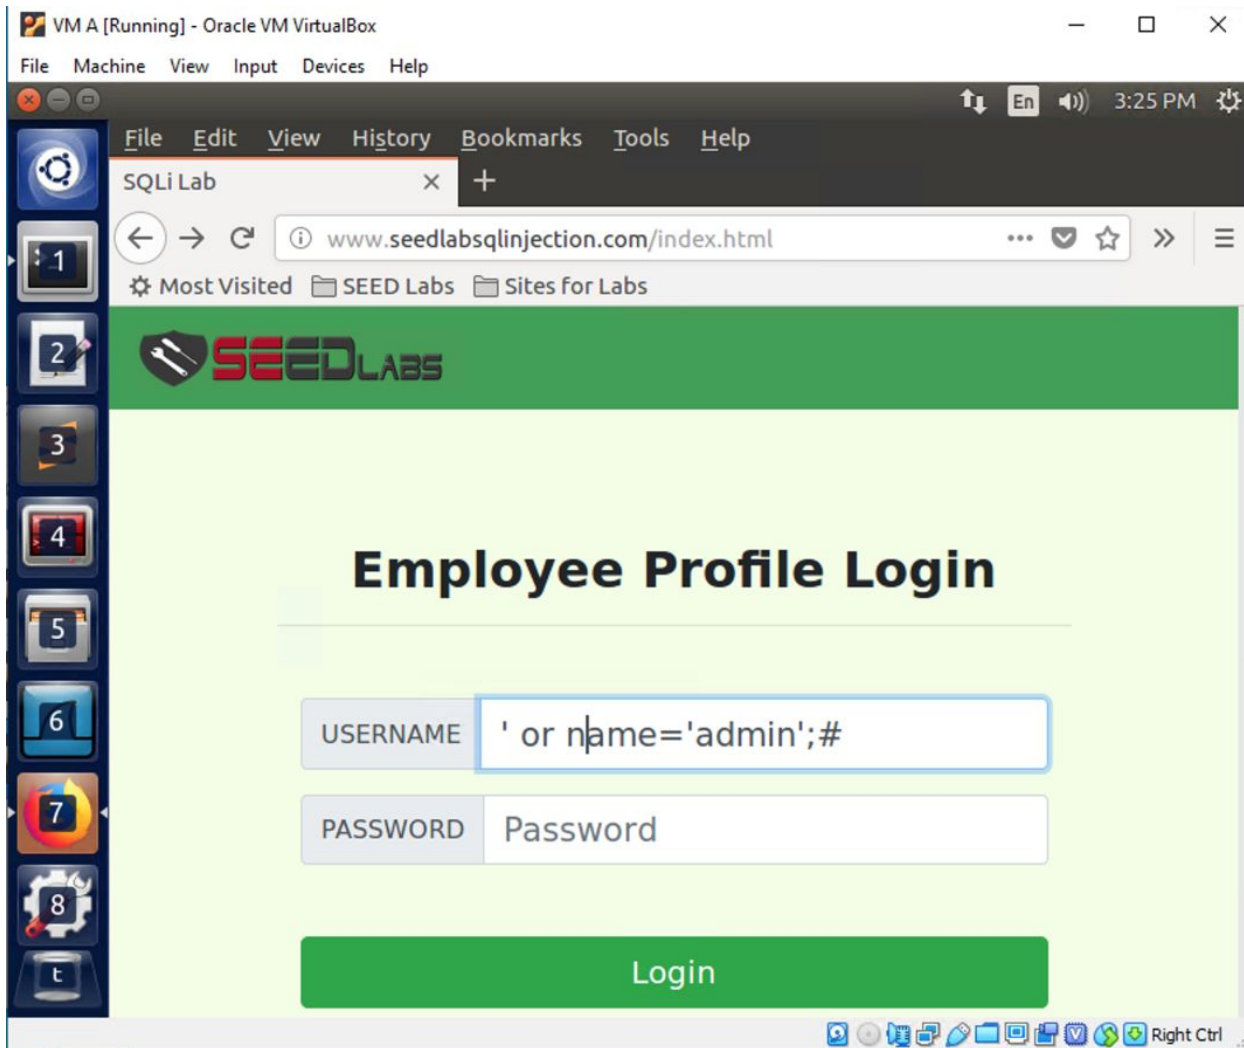 VM A [Running] - Oracle VM VirtualBox
File Machine View Input Devices Help
En 3:25 PM
File Edit View History Bookmarks Tools Help
SQLi Lab
www.seedlabsqlinjection.com/index.html
Most Visited SEED Labs Sites for Labs
SEEDLABS
Employee Profile Login
USERNAME ' or name='admin';#
PASSWORD Password
Login
1
2
3
4
5
6
7
8
t
Right Ctrl